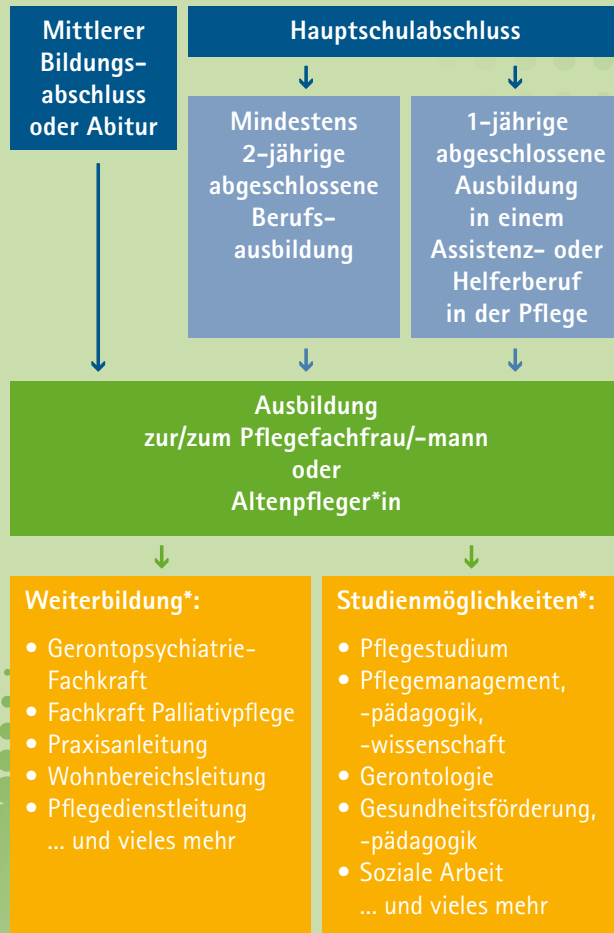 Mittlerer
Bildungs-
abschluss
oder Abitur
Hauptschulabschluss
Mindestens
2-jährige
abgeschlossene
Berufs-
ausbildung
1-jährige
abgeschlossene
Ausbildung
in einem
Assistenz- oder
Helferberuf
in der Pflege
Ausbildung
zur/zum Pflegefachfrau/-mann
oder
Altenpfleger*in
Weiterbildung*:
• Gerontopsychiatrie-
Fachkraft
• Fachkraft Palliativpflege
• Praxisanleitung
• Wohnbereichsleitung
• Pflegedienstleitung
... und vieles mehr
Studienmöglichkeiten*:
• Pflegestudium
• Pflegemanagement,
-pädagogik,
-wissenschaft
• Gerontologie
• Gesundheitsförderung,
-pädagogik
• Soziale Arbeit
... und vieles mehr